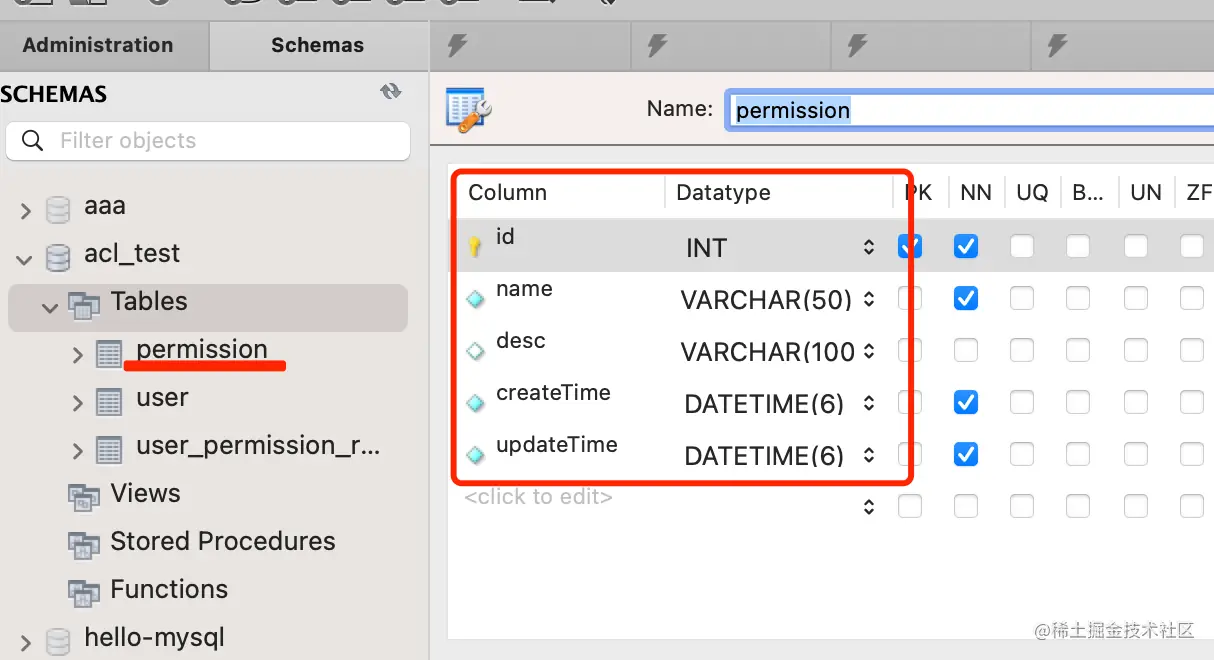 Administration
Schemas
SCHEMAS
Filter objects
aaa
acl_test
Tables
permission
user
user_permission_r...
Views
Stored Procedures
Functions
hello-mysql
Name: permission
Column Datatype PK NN UQ B... UN ZF
id INT
name VARCHAR(50)
desc VARCHAR(100
createTime DATETIME(6)
updateTime DATETIME(6)
<click to edit>
@稀土掘金技术社区